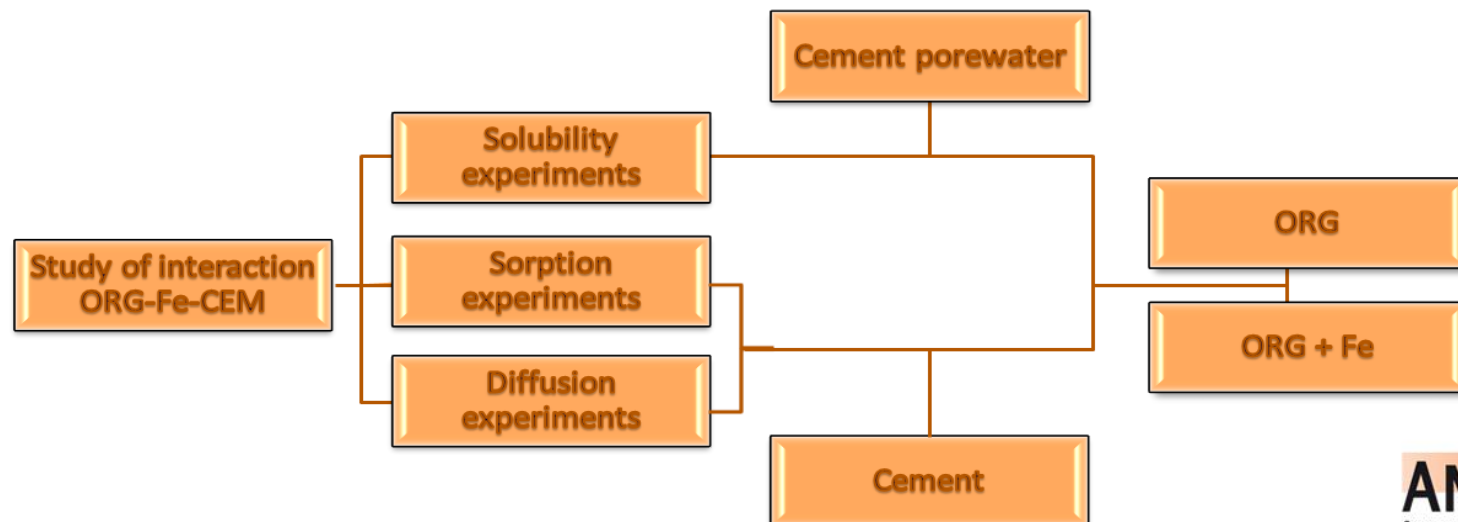 Cement porewater
Solubility
experiments
Study of interaction
ORG-Fe-CEM
Sorption
experiments
Diffusion
experiments
Cement
ORG
ORG + Fe